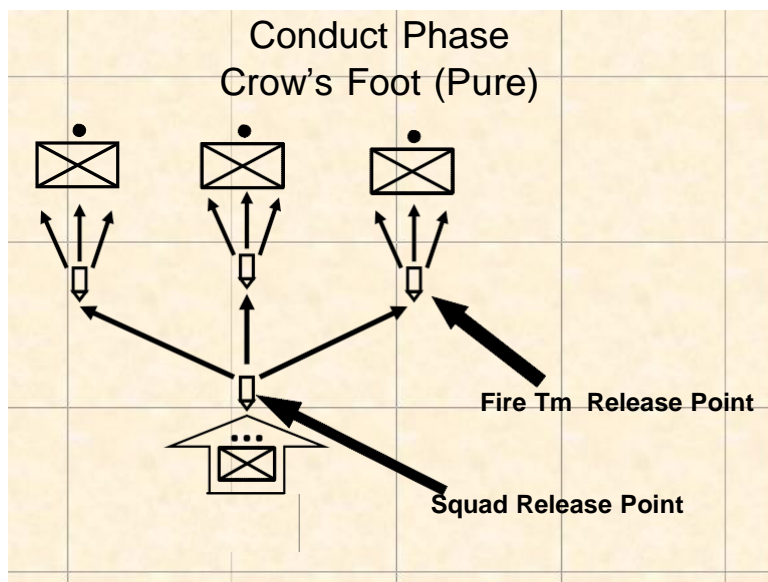 Conduct Phase
Crow's Foot (Pure)
Fire Tm Release Point
Squad Release Point